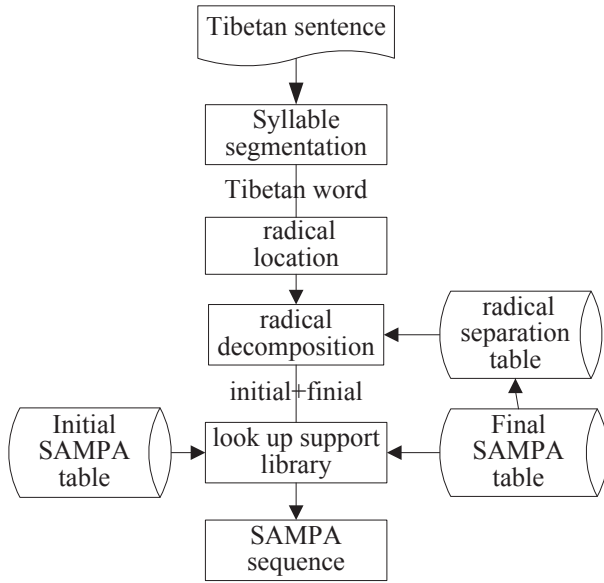 Tibetan sentence
Syllable
segmentation
Tibetan word
radical
location
radical
decomposition
radical
separation
table
initial+finial
Initial
SAMPA
table
look up support
library
Final
SAMPA
table
SAMPA
sequence